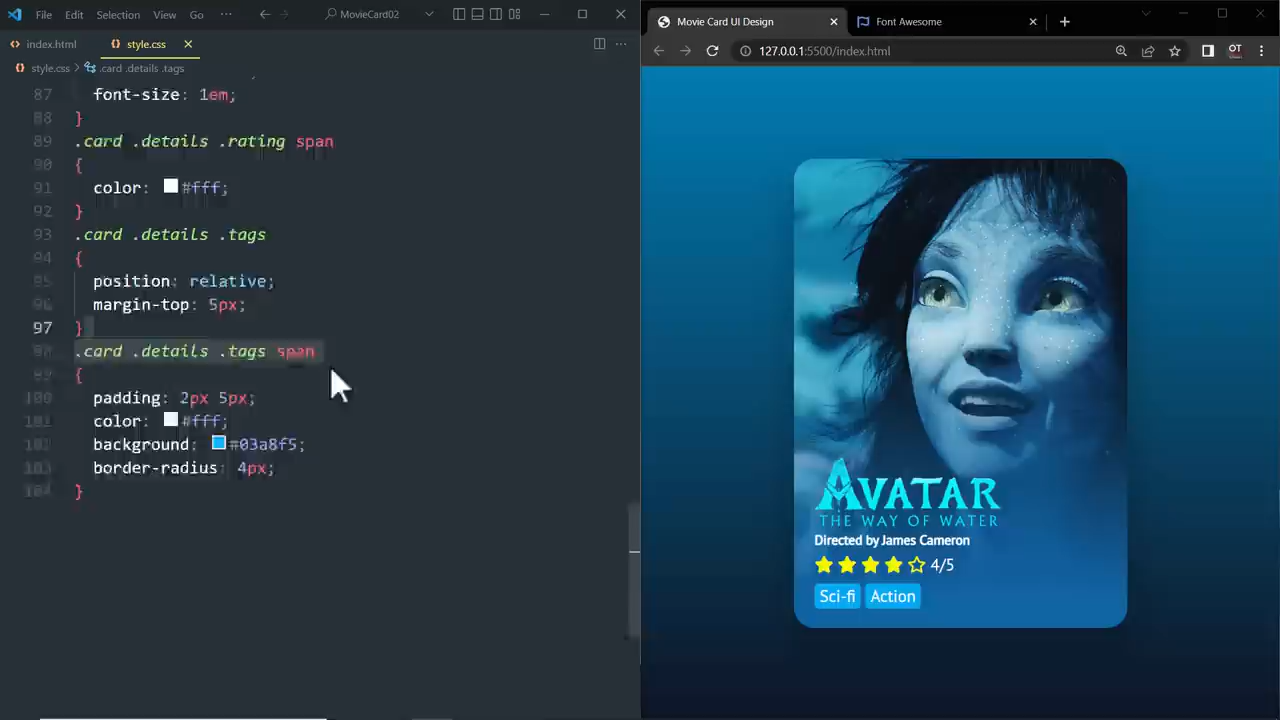 File Edit Selection View Go ··· MovieCard02
index.html style.css
style.css .card .details .tags
87 font-size: 1em;
88 }
89 .card .details .rating span
90 {
91 color: #fff;
92 }
93 .card .details .tags
94 {
95 position: relative;
96 margin-top: 5px;
97 }
98 .card .details .tags span
99 {
100 padding: 2px 5px;
101 color: #fff;
102 background: #03a8f5;
103 border-radius: 4px;
104 }
Movie Card UI Design
Font Awesome
127.0.0.1:5500/index.html
OT
AVATAR
THE WAY OF WATER
Directed by James Cameron
4/5
Sci-fi Action